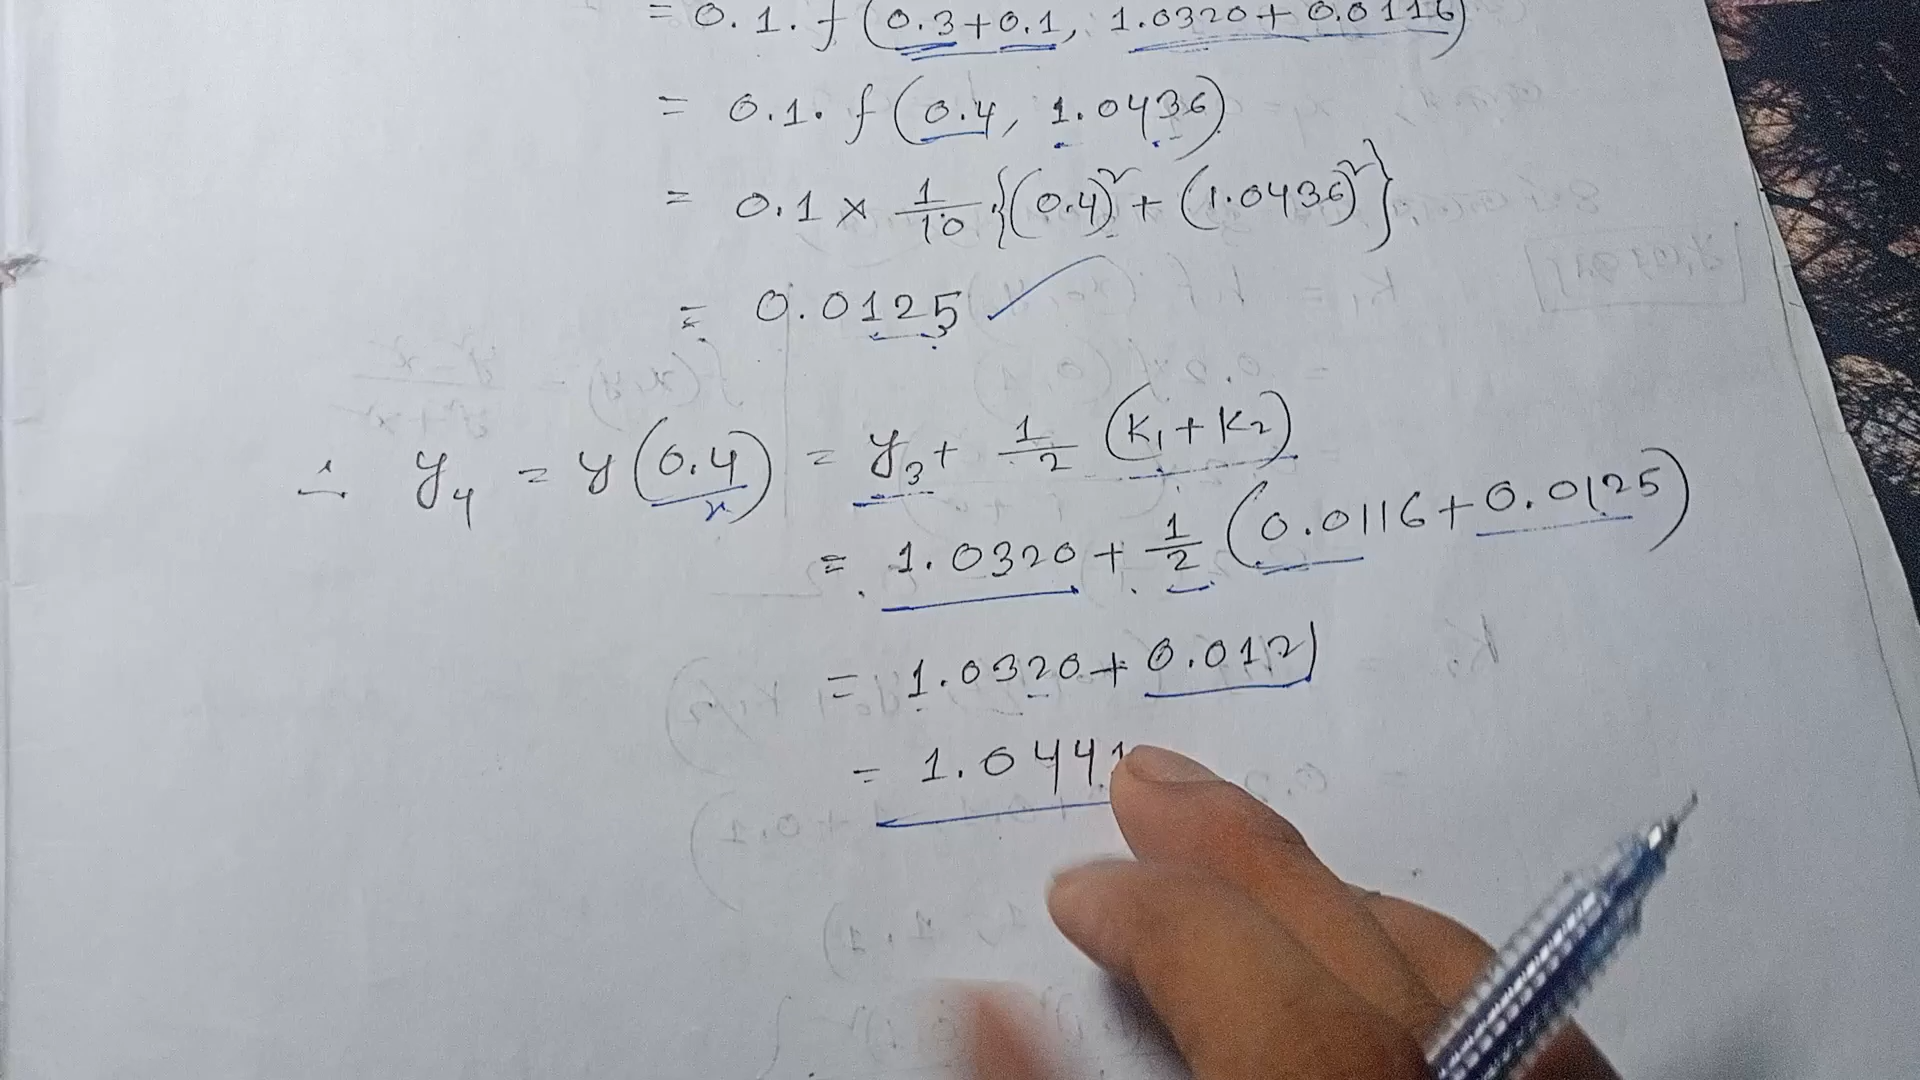 = 0.1. f (0.3+0.1, 1.0320+0.0116)
= 0.1. f (0.4, 1.0436)
= 0.1 × 1/10 {(0.4)² + (1.0436)²}
= 0.0125 ✓
∴ y₄ = y(0.4) = y₃ + 1/2 (K₁+K₂)
x
= 1.0320 + 1/2 (0.0116+0.0125)
= 1.0320 + 0.0121
= 1.0441